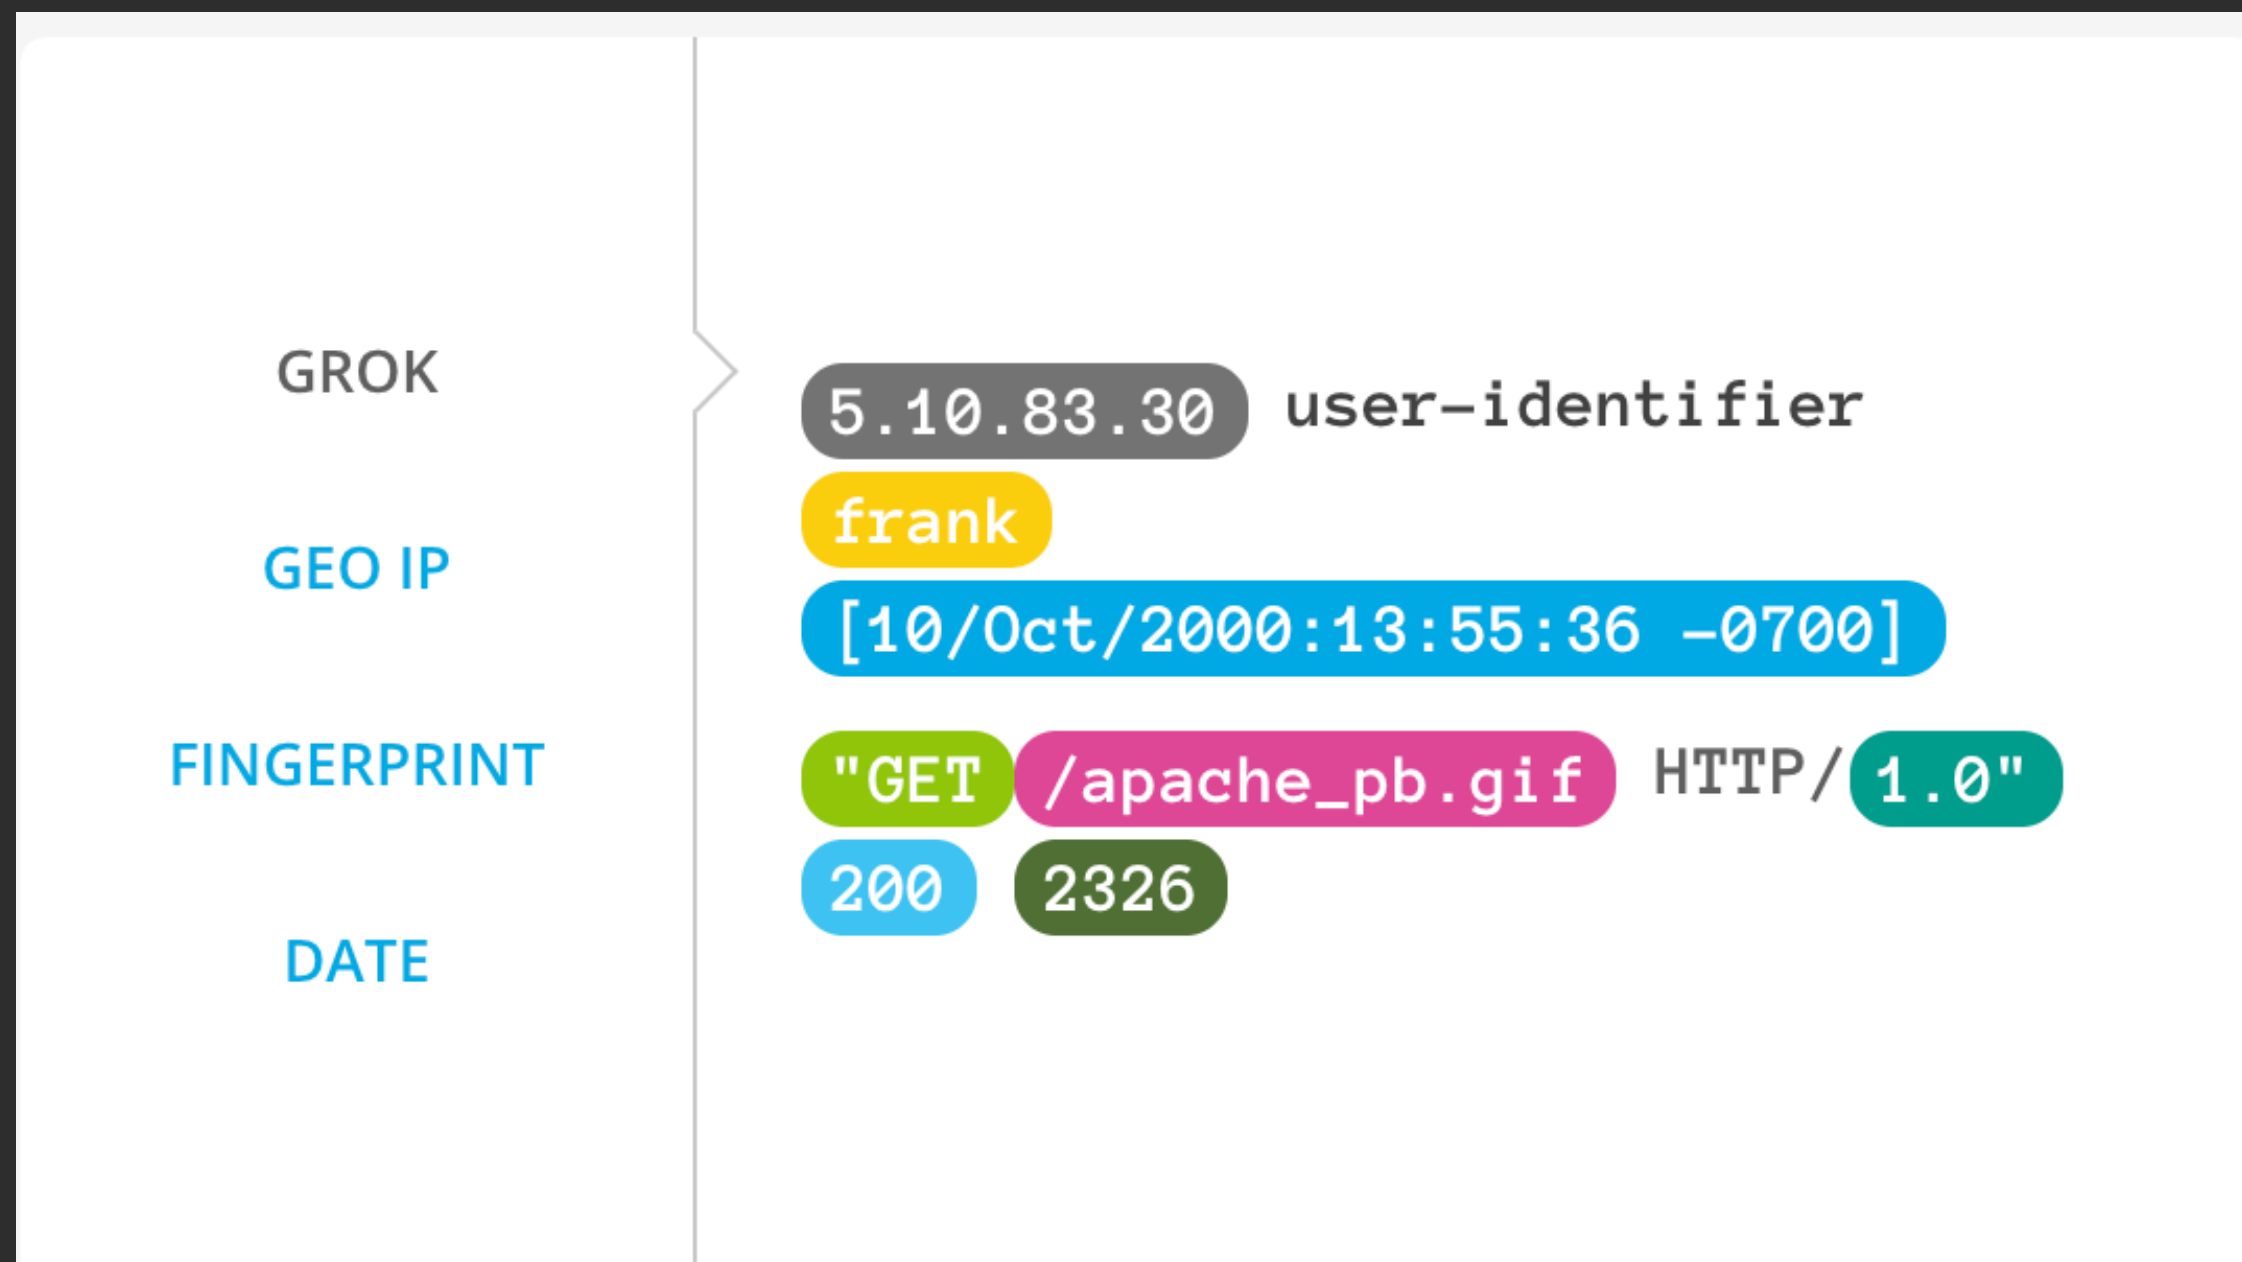 GROK
GEO IP
FINGERPRINT
DATE
5.10.83.30 user-identifier
frank
[10/Oct/2000:13:55:36 -0700]
"GET /apache_pb.gif HTTP/1.0"
200 2326